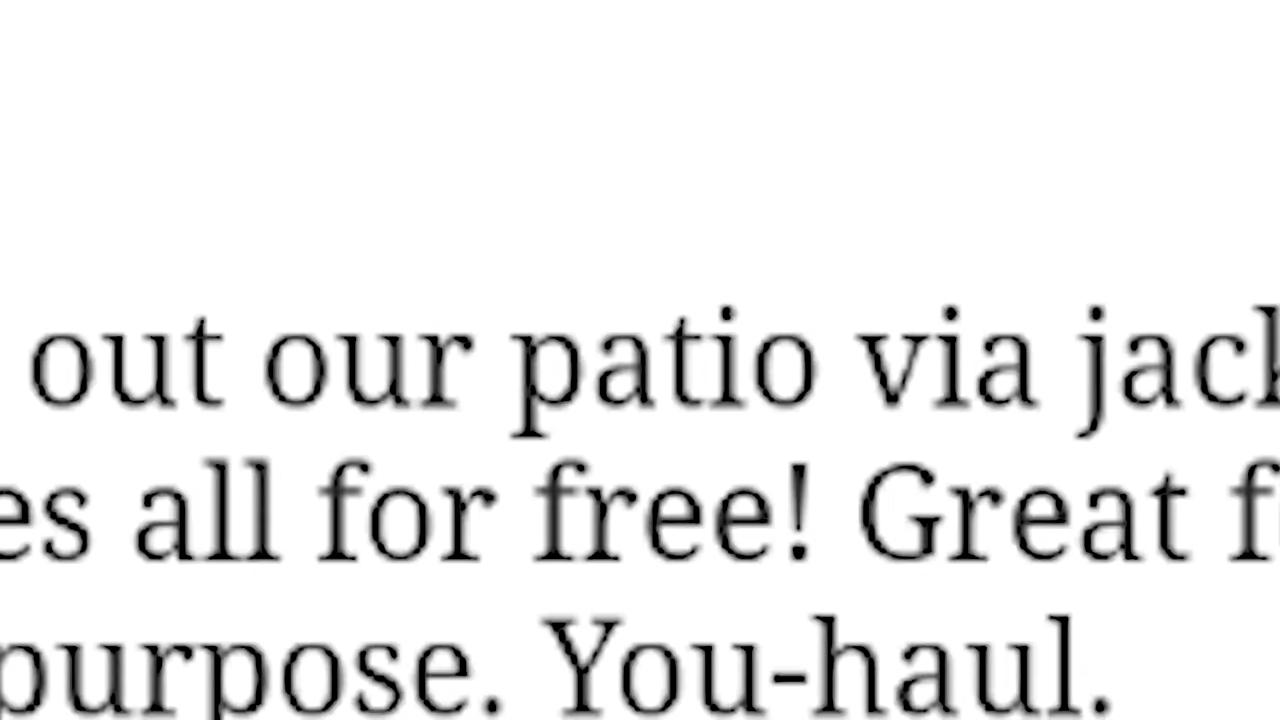 out our patio via jack
es all for free! Great f
purpose. You-haul.